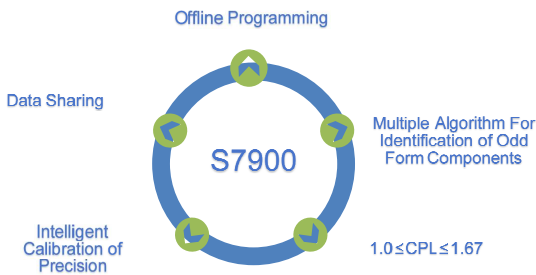 Offline Programming
Data Sharing
S7900
Multiple Algorithm For
Identification of Odd
Form Components
Intelligent
Calibration of
Precision
1.0≤CPL≤1.67